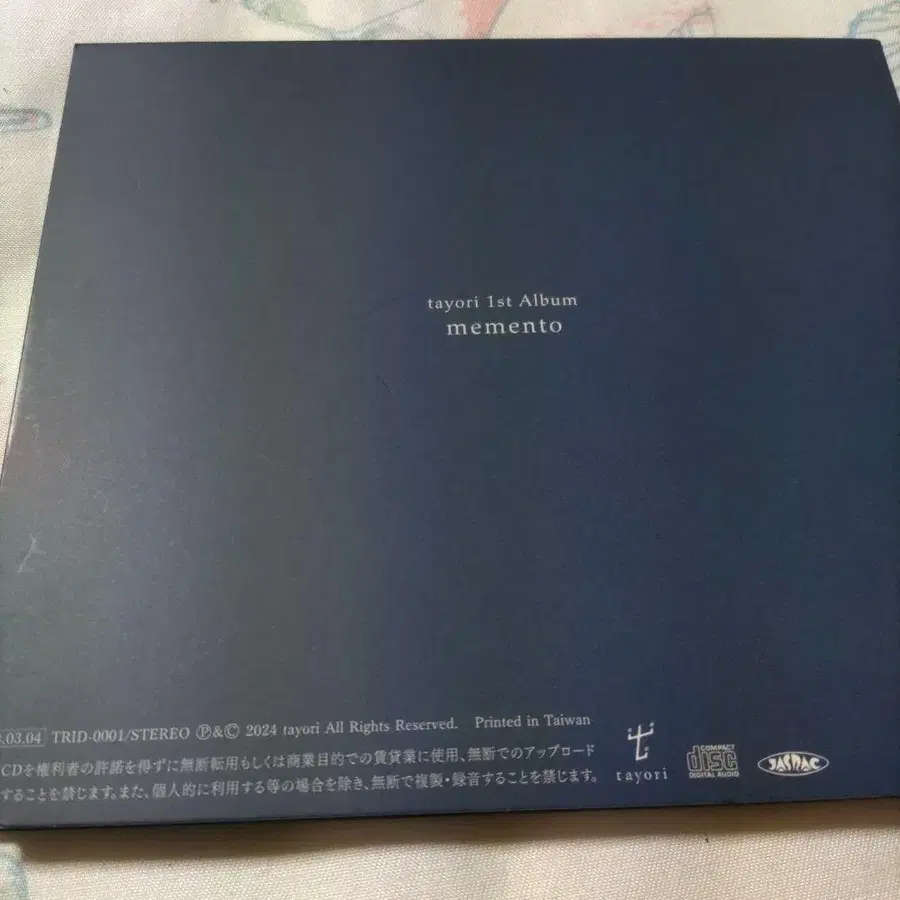 tayori 1st Album
memento
.03.04 TRID-0001/STEREO Ⓟ&Ⓒ 2024 tayori All Rights Reserved. Printed in Taiwan
CDを権利者の許諾を得ずに無断転用もしくは商業目的での賃貸業に使用、無断でのアップロード
することを禁じます。また、個人的に利用する等の場合を除き、無断で複製・録音することを禁じます。
tayori
COMPACT
disc
DIGITAL AUDIO
JASRAC